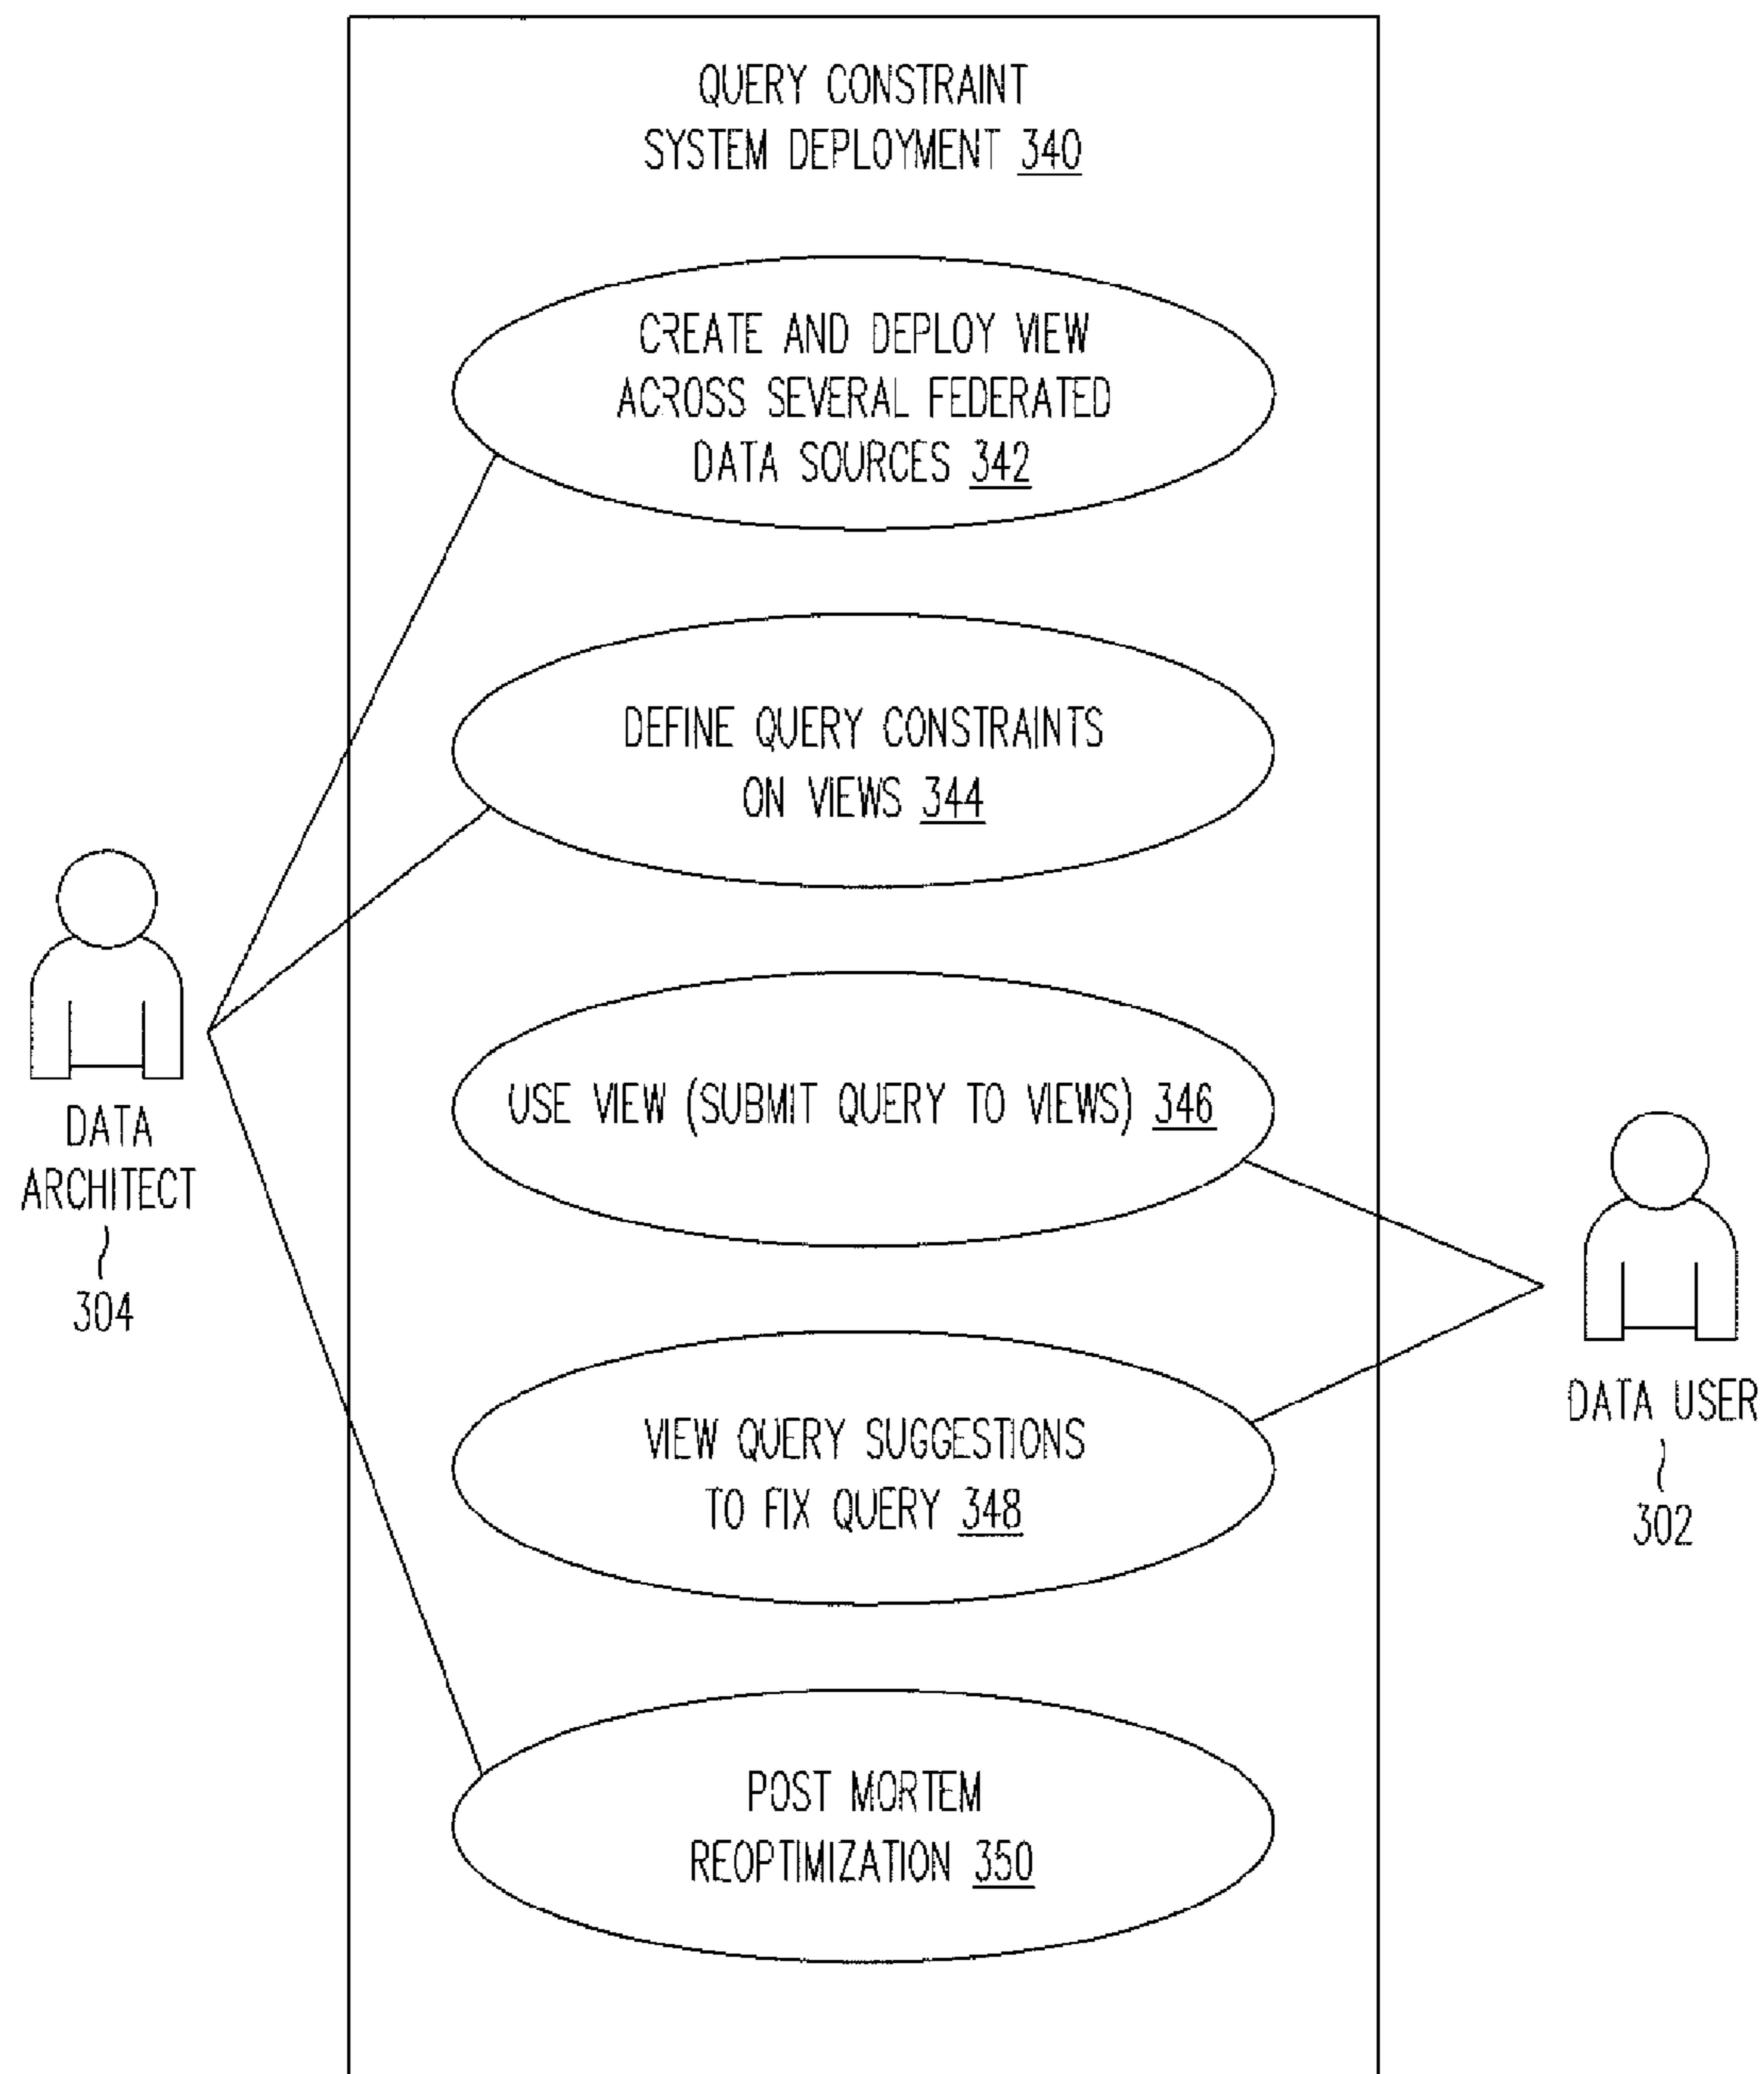 QUERY CONSTRAINT
SYSTEM DEPLOYMENT 340
CREATE AND DEPLOY VIEW
ACROSS SEVERAL FEDERATED
DATA SOURCES 342
DEFINE QUERY CONSTRAINTS
ON VIEWS 344
DATA
ARCHITECT
304
USE VIEW (SUBMIT QUERY TO VIEWS) 346
DATA USER
302
VIEW QUERY SUGGESTIONS
TO FIX QUERY 348
POST MORTEM
REOPTIMIZATION 350